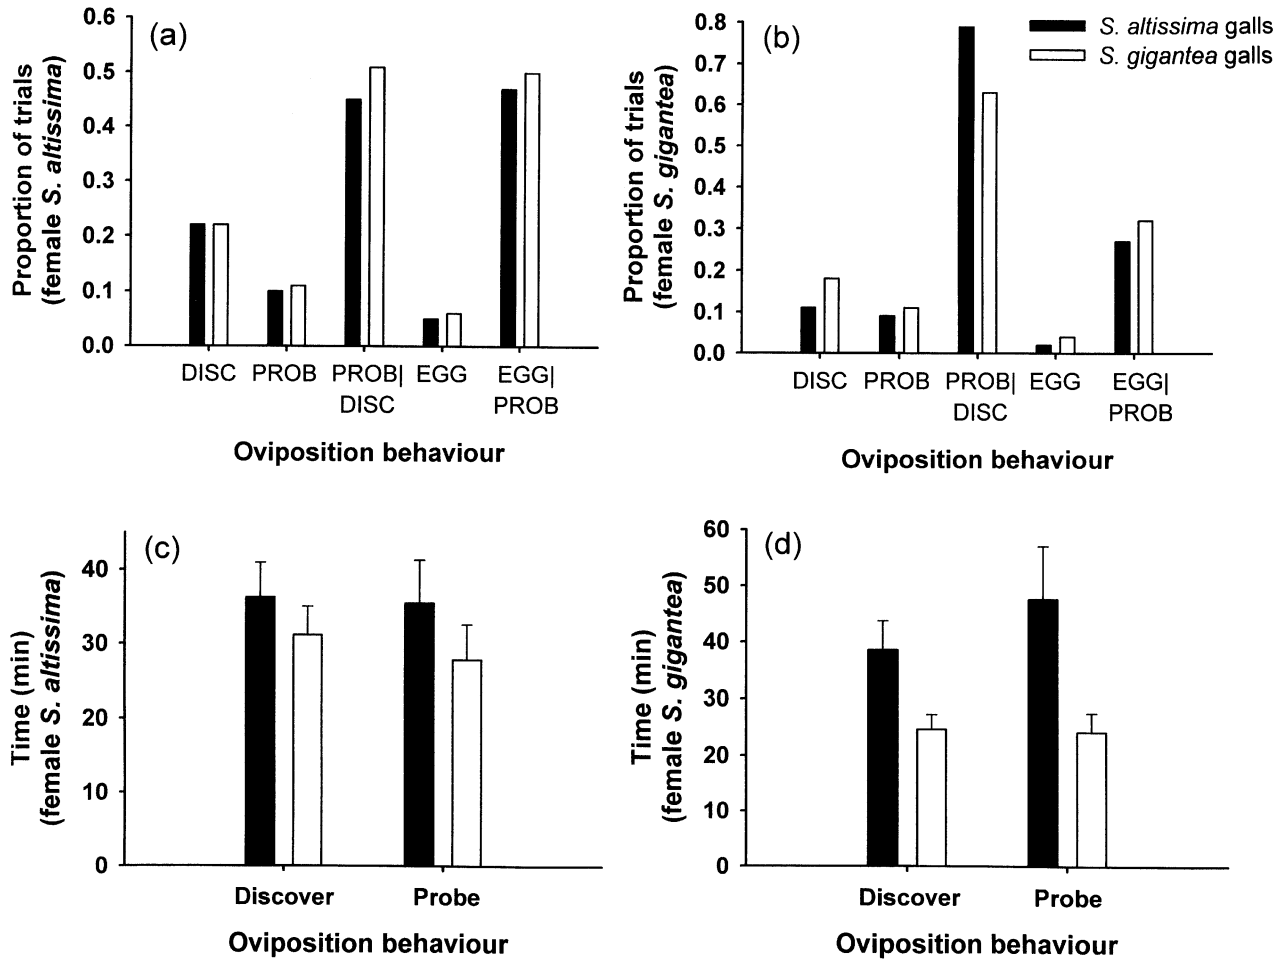 (a)
0.6
0.5
0.4
0.3
0.2
0.1
0.0
Proportion of trials
(female S. altissima)
DISC PROB PROB| EGG EGG|
DISC PROB
Oviposition behaviour
(b)
S. altissima galls
S. gigantea galls
0.8
0.7
0.6
0.5
0.4
0.3
0.2
0.1
0.0
Proportion of trials
(female S. gigantea)
DISC PROB PROB| EGG EGG|
DISC PROB
Oviposition behaviour
(c)
40
30
20
10
0
Time (min)
(female S. altissima)
Discover Probe
Oviposition behaviour
(d)
60
50
40
30
20
10
0
Time (min)
(female S. gigantea)
Discover Probe
Oviposition behaviour